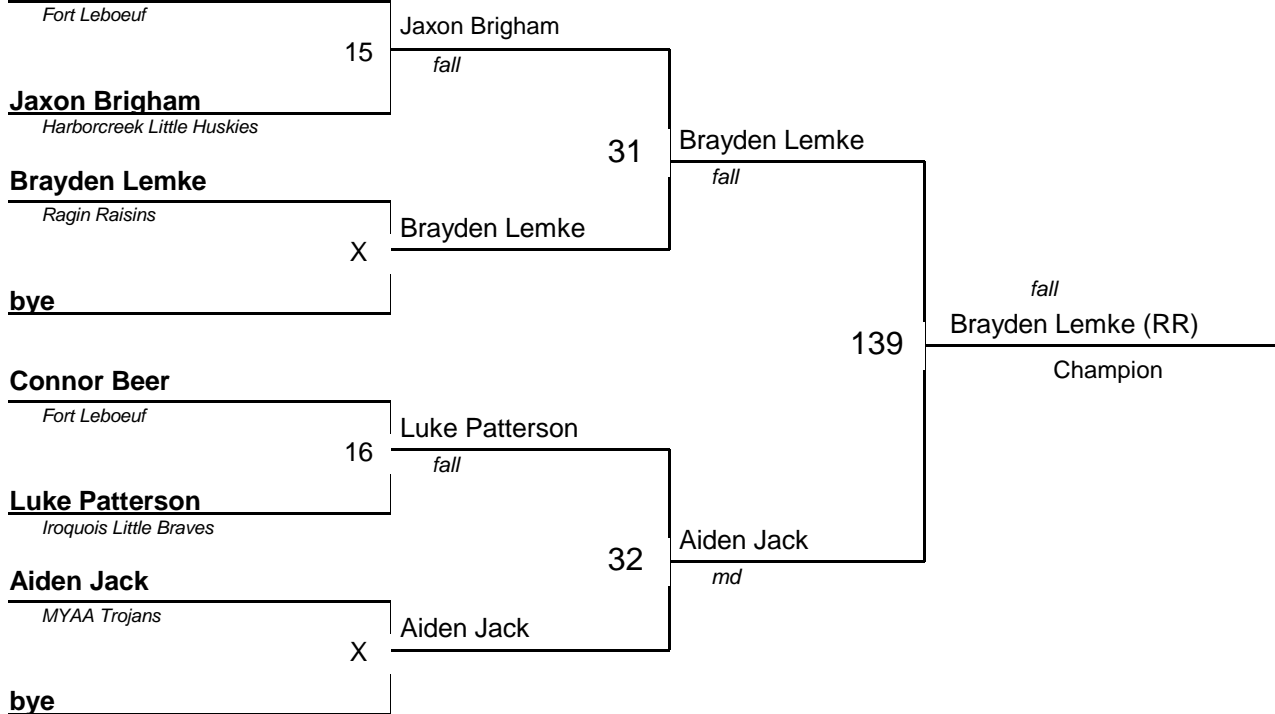 Fort Leboeuf
Jaxon Brigham
15
fall
Jaxon Brigham
Harborcreek Little Huskies
31
Brayden Lemke
fall
Brayden Lemke
Ragin Raisins
Brayden Lemke
X
bye
fall
Brayden Lemke (RR)
139
Champion
Connor Beer
Fort Leboeuf
Luke Patterson
16
fall
Luke Patterson
Iroquois Little Braves
32
Aiden Jack
md
Aiden Jack
MYAA Trojans
Aiden Jack
X
bye